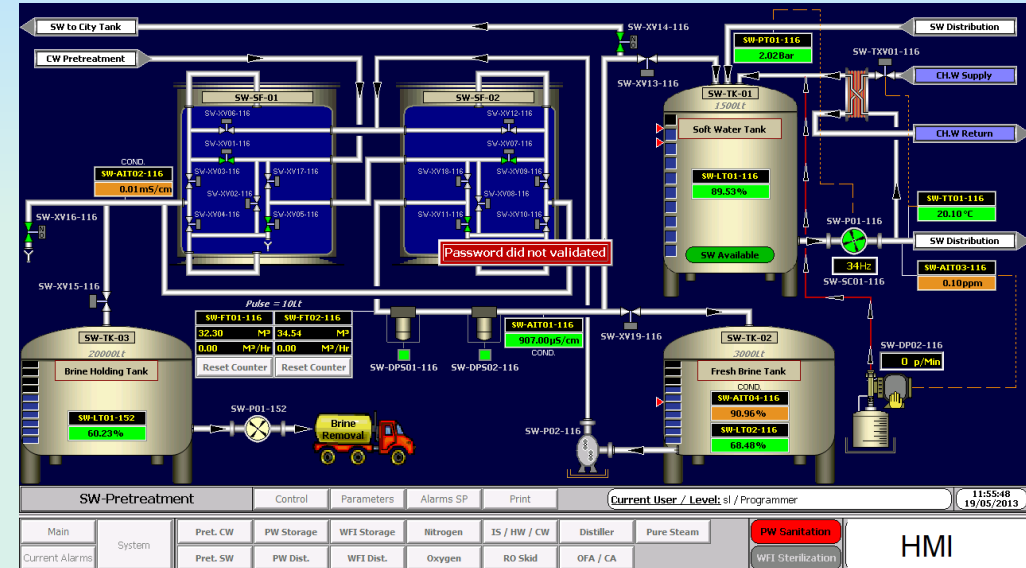 SW to City Tank
SW-XV14-116
SW-PT01-116
2.02Bar
SW Distribution
CW Pretreatment
SW-XV13-116
SW-TXV01-116
CH.W Supply
SW-SF-01
SW-SF-02
SW-TK-01
1500Lt
SW-XV06-116
SW-XV12-116
Soft Water Tank
CH.W Return
SW-XV01-116
SW-XV07-116
COND.
SW-AIT02-116
0.01mS/cm
SW-XV03-116
SW-XV17-116
SW-XV18-116
SW-XV09-116
SW-LT01-116
89.53%
SW-XV02-116
SW-XV08-116
SW-TT01-116
20.10°C
SW-XV16-116
SW-XV04-116
SW-XV05-116
SW-XV11-116
SW-XV10-116
SW-P01-116
SW Distribution
Password did not validated
SW Available
34Hz
SW-SC01-116
SW-AIT03-116
0.10ppm
SW-XV15-116
Pulse = 10Lt
SW-FT01-116
SW-FT02-116
32.30 M³
34.54 M³
0.00 M³/Hr
0.00 M³/Hr
Reset Counter
Reset Counter
SW-DPS01-116
SW-DPS02-116
SW-AIT01-116
907.00µS/cm
COND.
SW-XV19-116
SW-TK-03
20000Lt
Brine Holding Tank
SW-TK-02
3000Lt
Fresh Brine Tank
SW-DP02-116
0 p/Min
COND.
SW-AIT04-116
90.96%
SW-LT01-152
60.23%
SW-P01-152
Brine
Removal
SW-P02-116
SW-LT02-116
68.48%
SW-Pretreatment
Control
Parameters
Alarms SP
Print
Current User / Level: sl / Programmer
11:55:48
19/05/2013
Main
System
Pret. CW
PW Storage
WFI Storage
Nitrogen
IS / HW / CW
Distiller
Pure Steam
PW Sanitation
HMI
Current Alarms
Pret. SW
PW Dist.
WFI Dist.
Oxygen
RO Skid
OFA / CA
WFI Sterilization